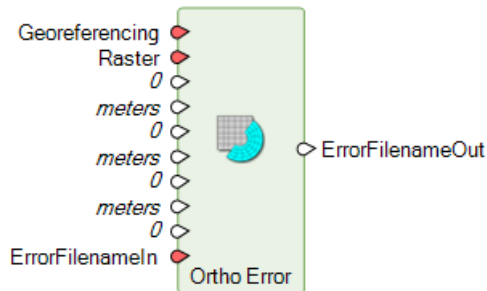 Georeferencing
Raster
0
meters
0
meters
0
meters
0
ErrorFilenameIn
ErrorFilenameOut
Ortho Error